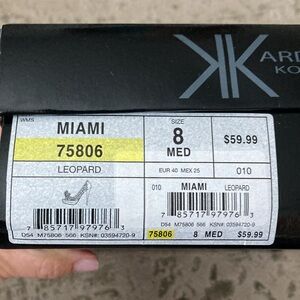 KK
ARD
KO
WMS
MIAMI
75806
LEOPARD
SIZE
8
MED
$59.99
EUR 40 MEX 25
010
010 MIAMI LEOPARD
7 85717 97976 3
D54 M75806 566 KSN#: 03594720-9
7 85717 97976 3
D54 M75806 566 KSN#: 03594720-9
75806 8 MED $59.99